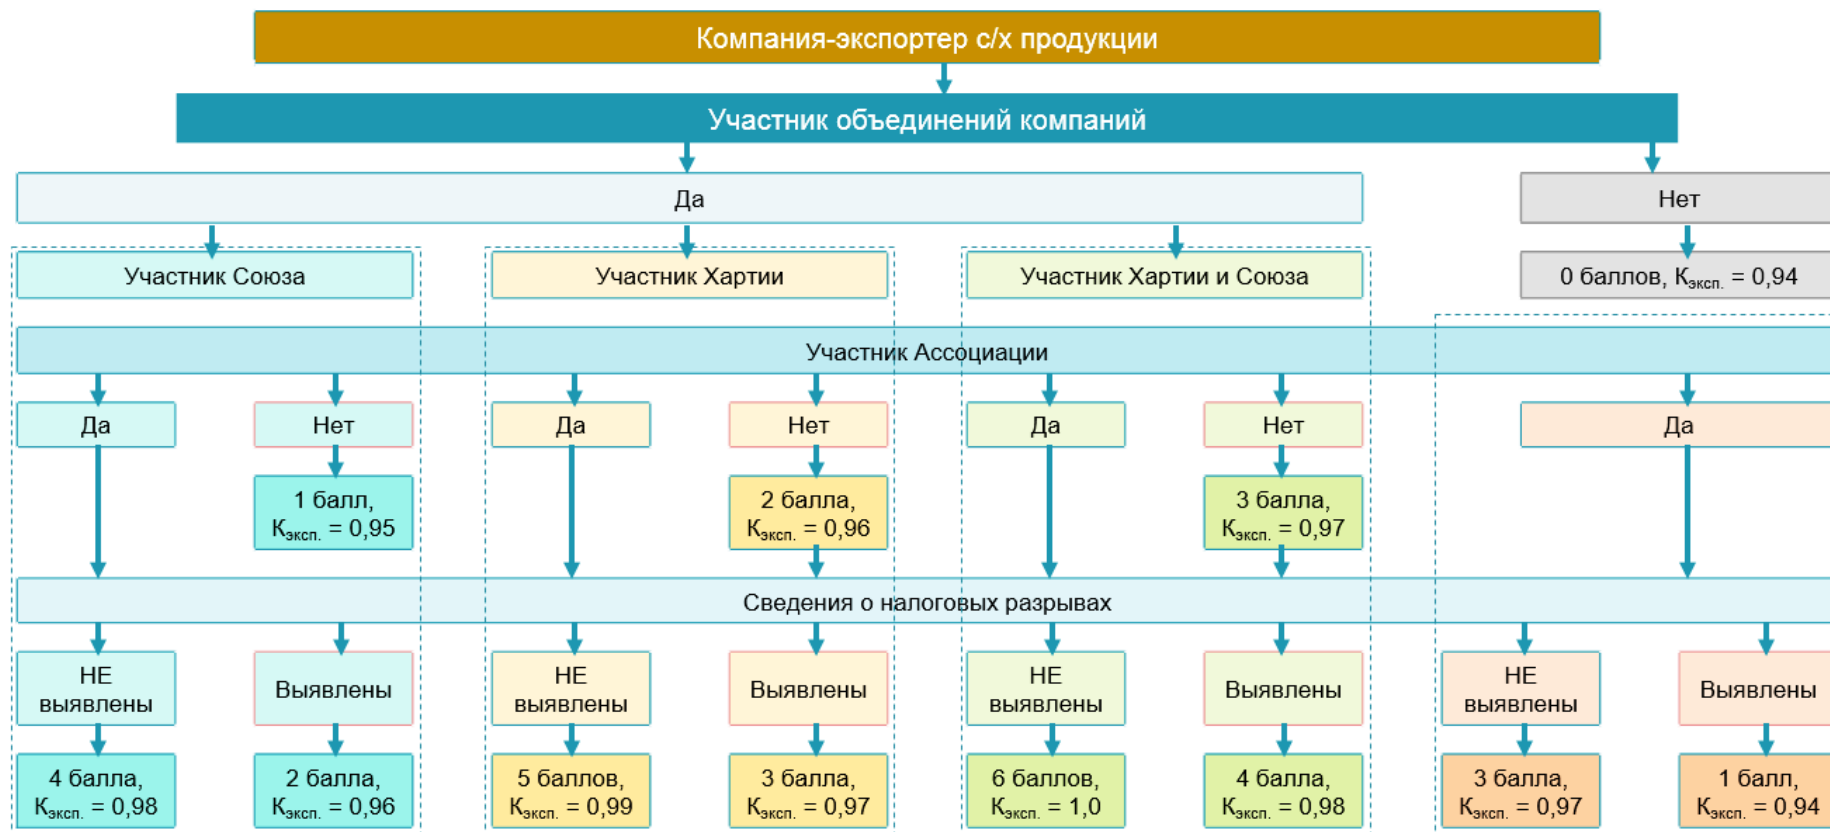 Компания-экспортер с/х продукции
Участник объединений компаний
Да
Нет
Участник Союза
Участник Хартии
Участник Хартии и Союза
0 баллов, Кэксп. = 0,94
Участник Ассоциации
Да
Нет
Да
Нет
Да
Нет
Да
1 балл,
Кэксп. = 0,95
2 балла,
Кэксп. = 0,96
3 балла,
Кэксп. = 0,97
Сведения о налоговых разрывах
НЕ
выявлены
Выявлены
НЕ
выявлены
Выявлены
НЕ
выявлены
Выявлены
НЕ
выявлены
Выявлены
4 балла,
Кэксп. = 0,98
2 балла,
Кэксп. = 0,96
5 баллов,
Кэксп. = 0,99
3 балла,
Кэксп. = 0,97
6 баллов,
Кэксп. = 1,0
4 балла,
Кэксп. = 0,98
3 балла,
Кэксп. = 0,97
1 балл,
Кэксп. = 0,94